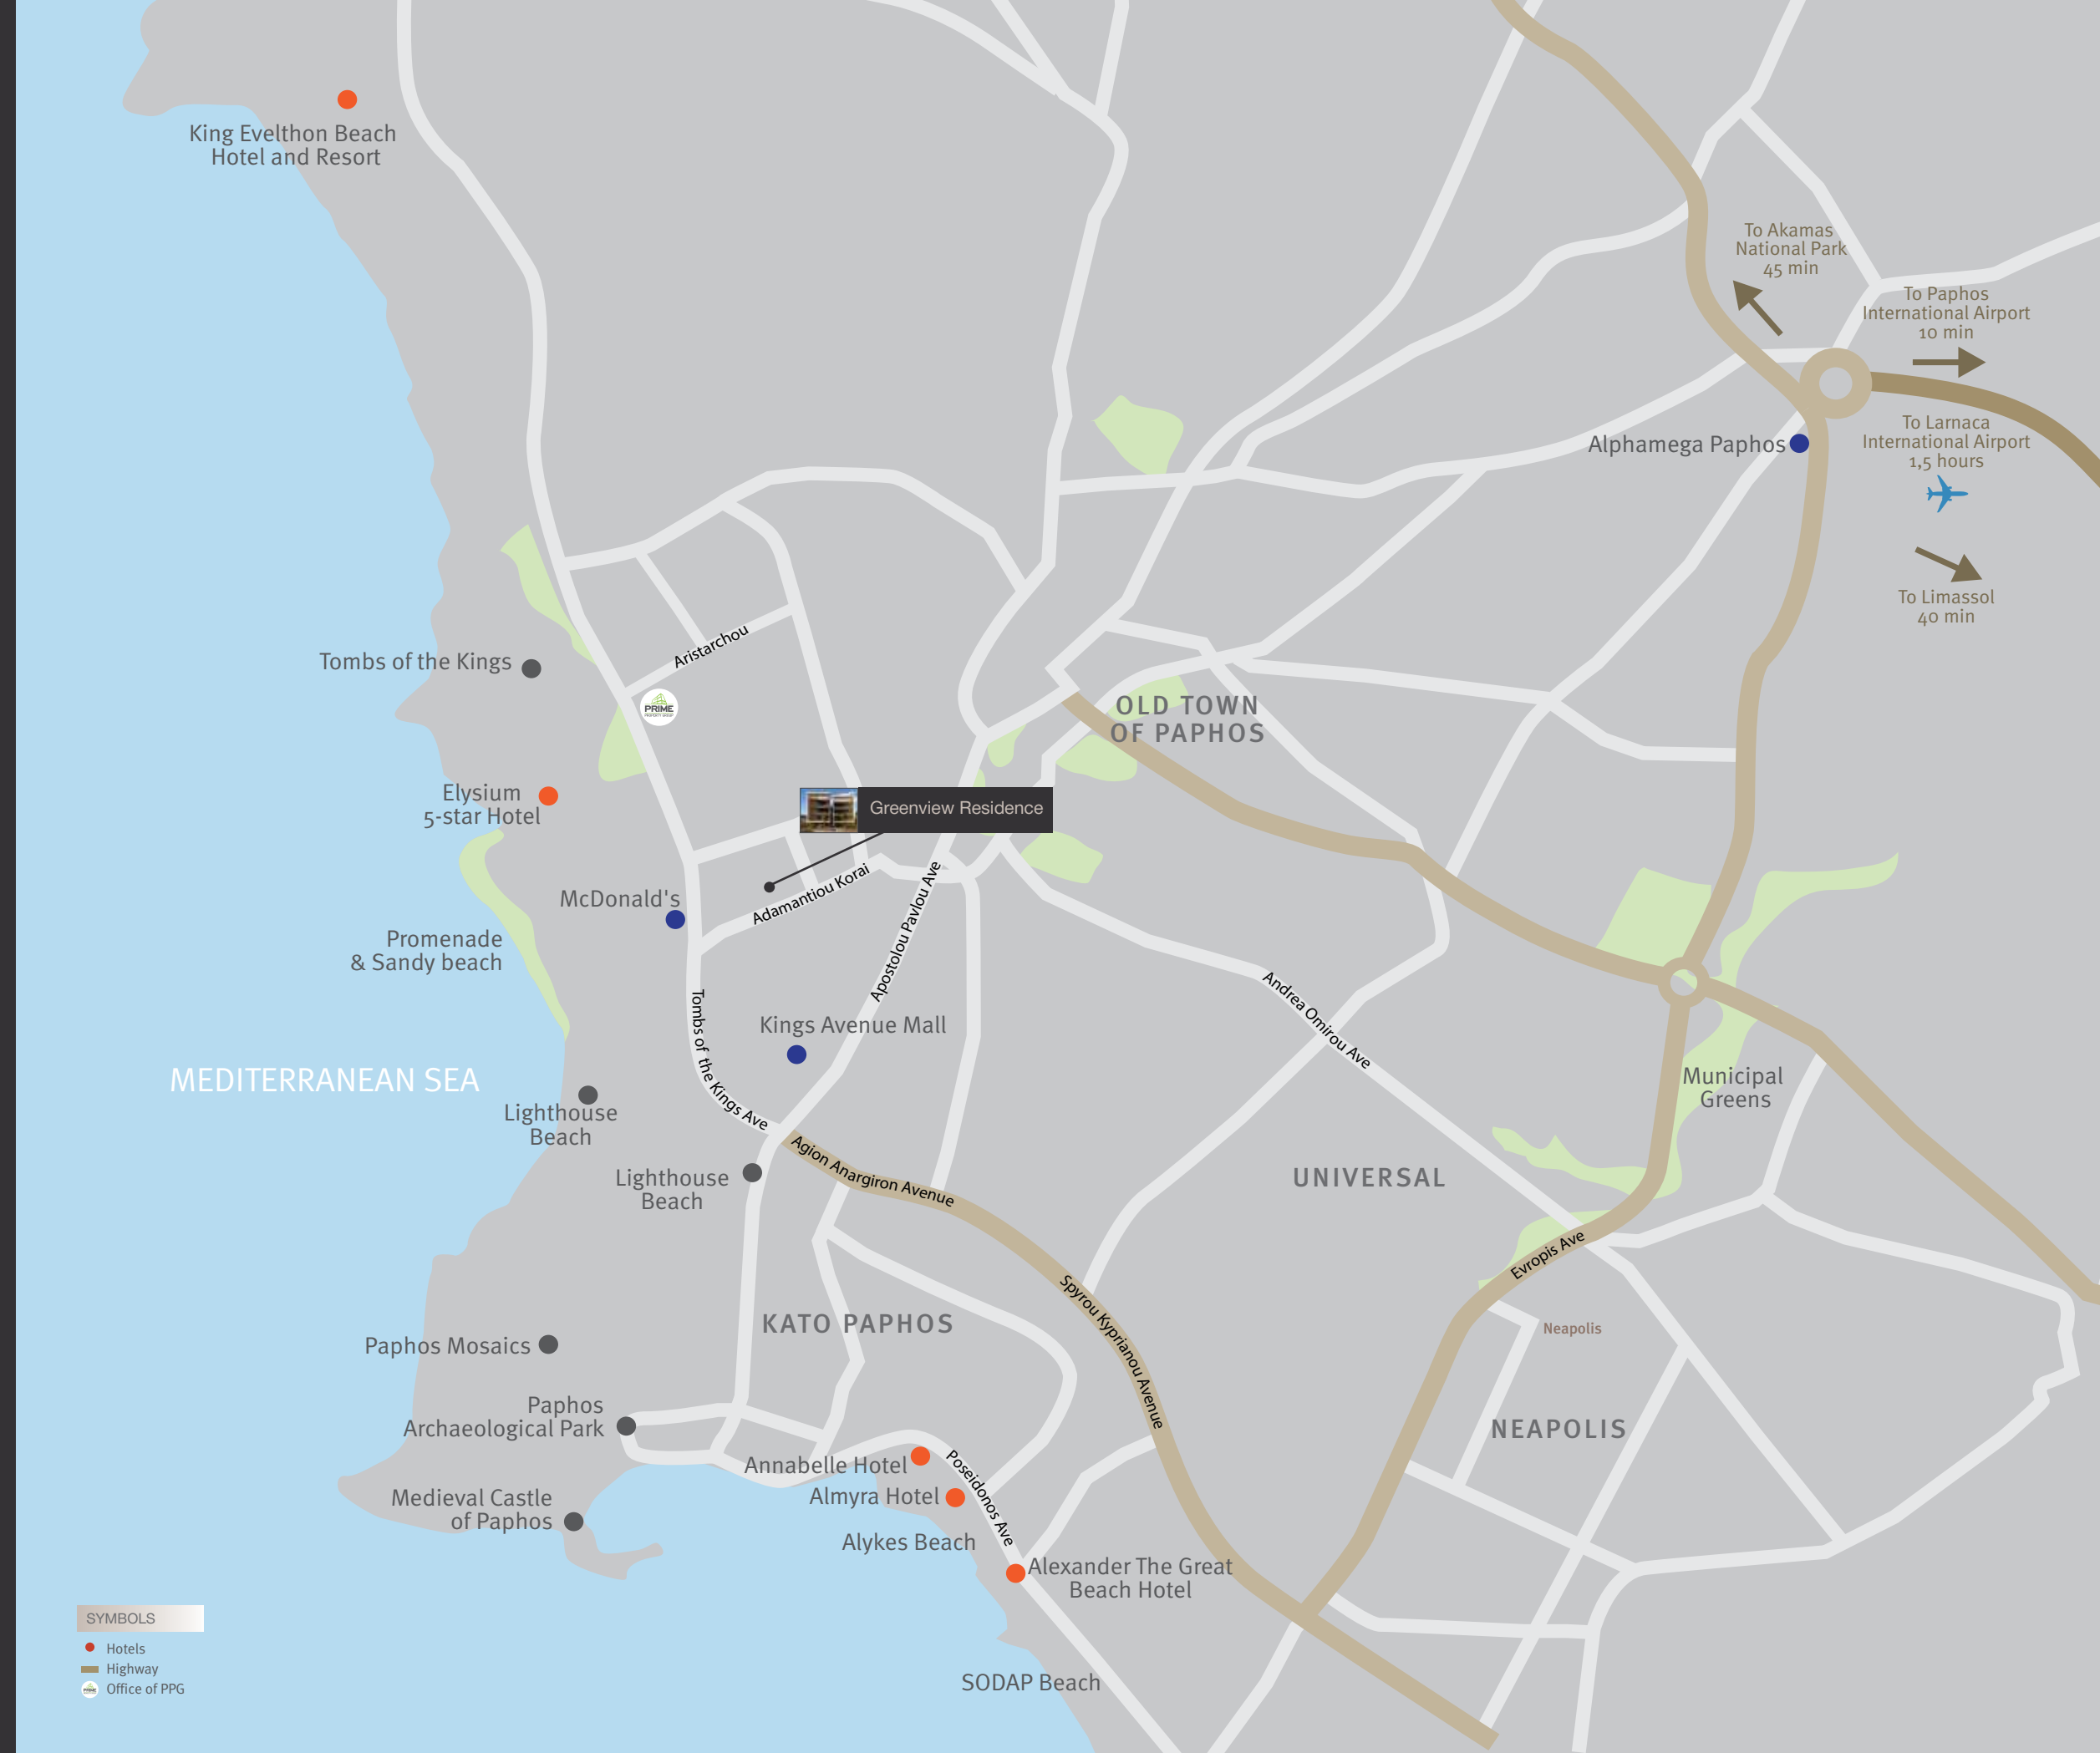 King Evelthon Beach
Hotel and Resort
To Akamas
National Park
45 min
To Paphos
International Airport
10 min
Alphamega Paphos
To Larnaca
International Airport
1,5 hours
To Limassol
40 min
Aristarchou
Tombs of the Kings
PRIME
OLD TOWN
OF PAPHOS
Elysium
5-star Hotel
Greenview Residence
McDonald's
Adamantiou Korai
Apostolou Pavlou Ave
Promenade
& Sandy beach
Tombs of the Kings Ave
Kings Avenue Mall
Andrea Omirou Ave
MEDITERRANEAN SEA
Municipal
Greens
Lighthouse
Beach
Agion Anargiron Avenue
Lighthouse
Beach
UNIVERSAL
Evropis Ave
KATO PAPHOS
Spyrou Kyprianou Avenue
Neapolis
Paphos Mosaics
Paphos
Archaeological Park
NEAPOLIS
Annabelle Hotel
Poseidonos Ave
Almyra Hotel
Medieval Castle
of Paphos
Alykes Beach
Alexander The Great
Beach Hotel
SODAP Beach
SYMBOLS
Hotels
Highway
Office of PPG